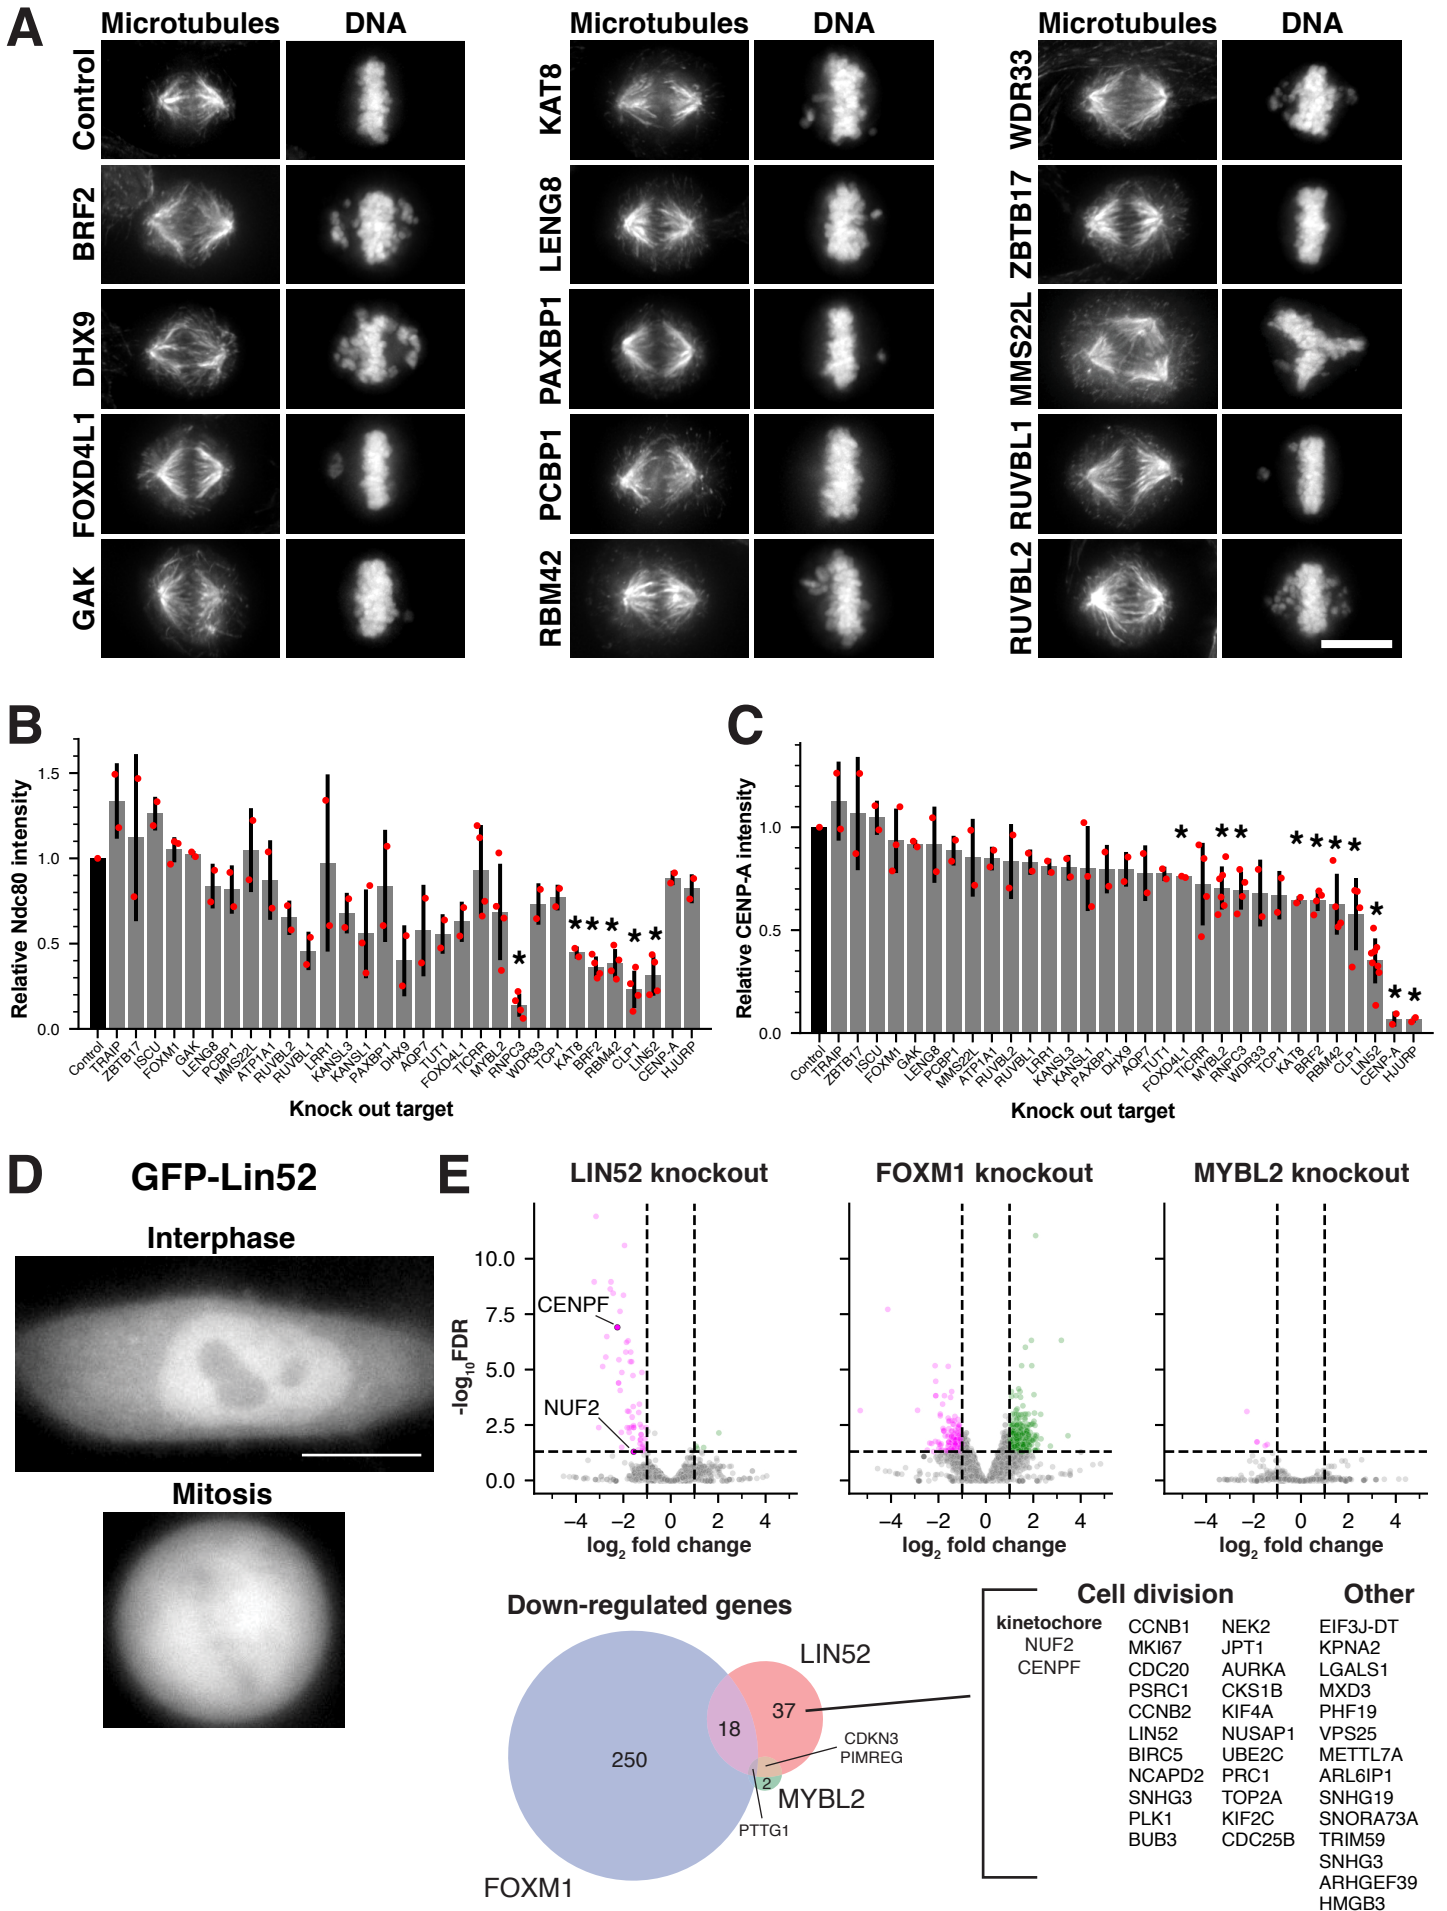 A
Microtubules DNA
Microtubules DNA
Microtubules DNA
Control
BRF2
DHX9
FOXD4L1
GAK
KAT8
LENG8
PAXBP1
PCBP1
RBM42
WDR33
ZBTB17
MMS22L
RUVBL1
RUVBL2
B
Relative Ndc80 intensity
1.5
1.0
0.5
0.0
* * * * * *
Control
TRAIP
ZBTB17
ISCU
FOXM1
GAK
LENG8
PCBP1
MMS22L
ATP1A1
RUVBL2
RUVBL1
LRR1
KANSL3
KANSL1
PAXBP1
DHX9
AQP7
TUT1
FOXD4L1
TICRR
MYBL2
RNPC3
WDR33
TCP1
KAT8
BRF2
RBM42
CLP1
LIN52
CENP-A
HJURP
Knock out target
C
Relative CENP-A intensity
1.0
0.5
0.0
* * * * * * * * * *
Control
TRAIP
ZBTB17
ISCU
FOXM1
GAK
LENG8
PCBP1
MMS22L
ATP1A1
RUVBL2
RUVBL1
LRR1
KANSL3
KANSL1
PAXBP1
DHX9
AQP7
TUT1
FOXD4L1
TICRR
MYBL2
RNPC3
WDR33
TCP1
KAT8
BRF2
RBM42
CLP1
LIN52
CENP-A
HJURP
Knock out target
D
GFP-Lin52
Interphase
Mitosis
E
LIN52 knockout
FOXM1 knockout
MYBL2 knockout
-log10FDR
10.0
7.5
5.0
2.5
0.0
CENPF
NUF2
−4 −2 0 2 4
log2 fold change
−4 −2 0 2 4
log2 fold change
−4 −2 0 2 4
log2 fold change
Down-regulated genes
LIN52
37
18
250
2
CDKN3
PIMREG
MYBL2
PTTG1
FOXM1
Cell division
Other
kinetochore
NUF2
CENPF
CCNB1
MKI67
CDC20
PSRC1
CCNB2
LIN52
BIRC5
NCAPD2
SNHG3
PLK1
BUB3
NEK2
JPT1
AURKA
CKS1B
KIF4A
NUSAP1
UBE2C
PRC1
TOP2A
KIF2C
CDC25B
EIF3J-DT
KPNA2
LGALS1
MXD3
PHF19
VPS25
METTL7A
ARL6IP1
SNHG19
SNORA73A
TRIM59
SNHG3
ARHGEF39
HMGB3